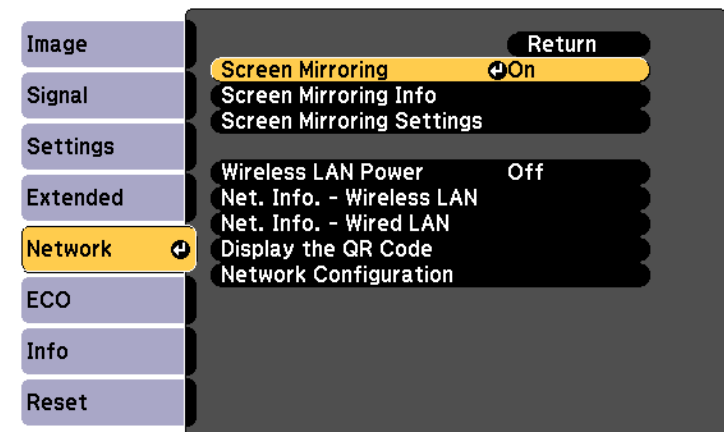 Image
Signal
Settings
Extended
Network
ECO
Info
Reset
Return
Screen Mirroring On
Screen Mirroring Info
Screen Mirroring Settings
Wireless LAN Power Off
Net. Info. - Wireless LAN
Net. Info. - Wired LAN
Display the QR Code
Network Configuration